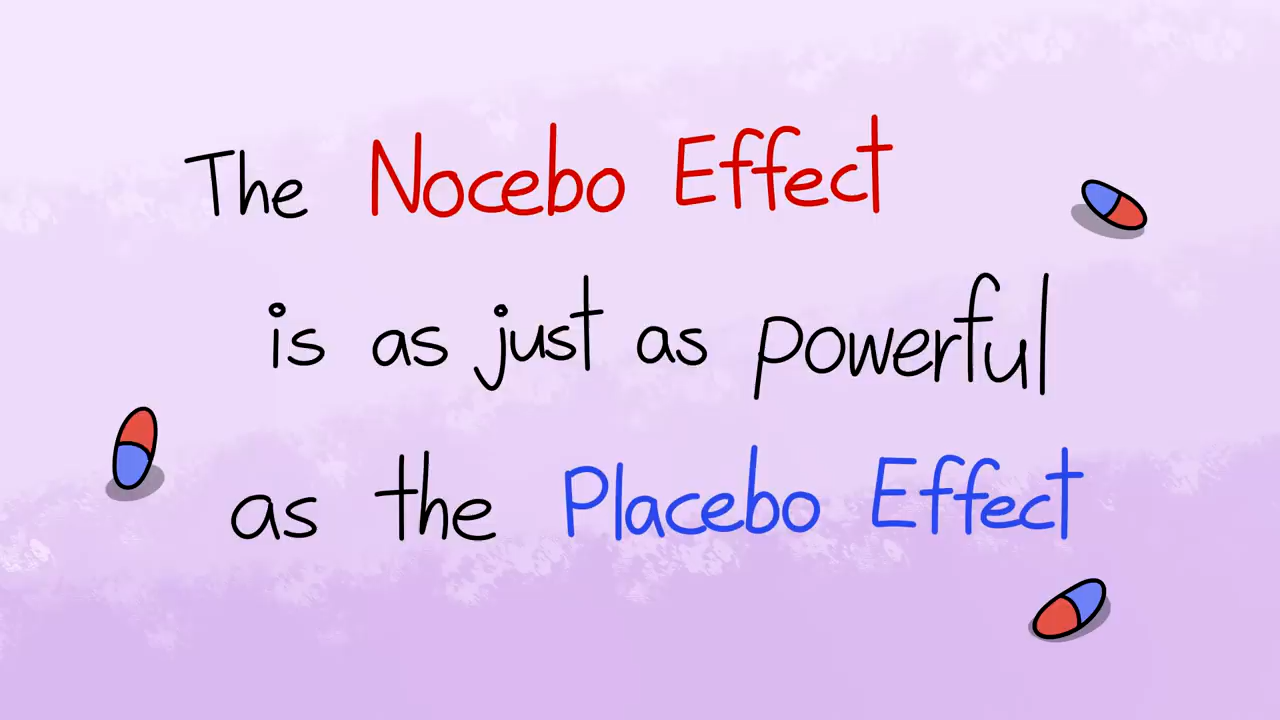 The Nocebo Effect
is as just as powerful
as the Placebo Effect